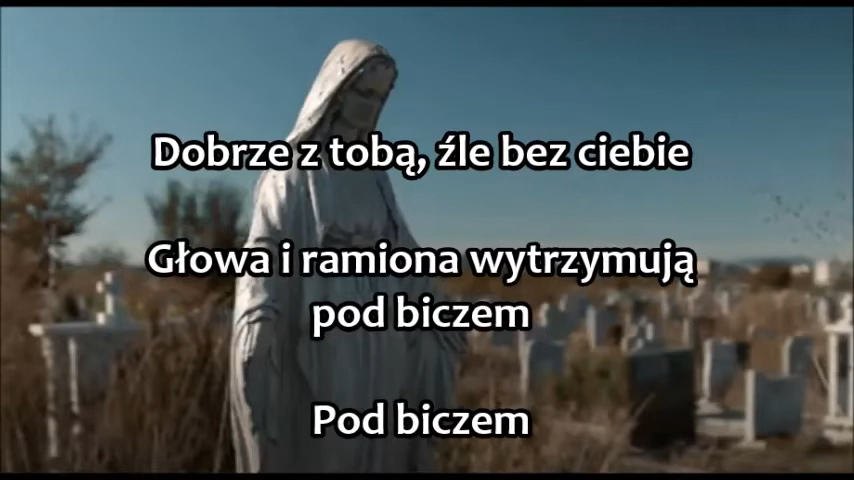 Dobrze z tobą, źle bez ciebie
Głowa i ramiona wytrzymują
pod biczem
Pod biczem